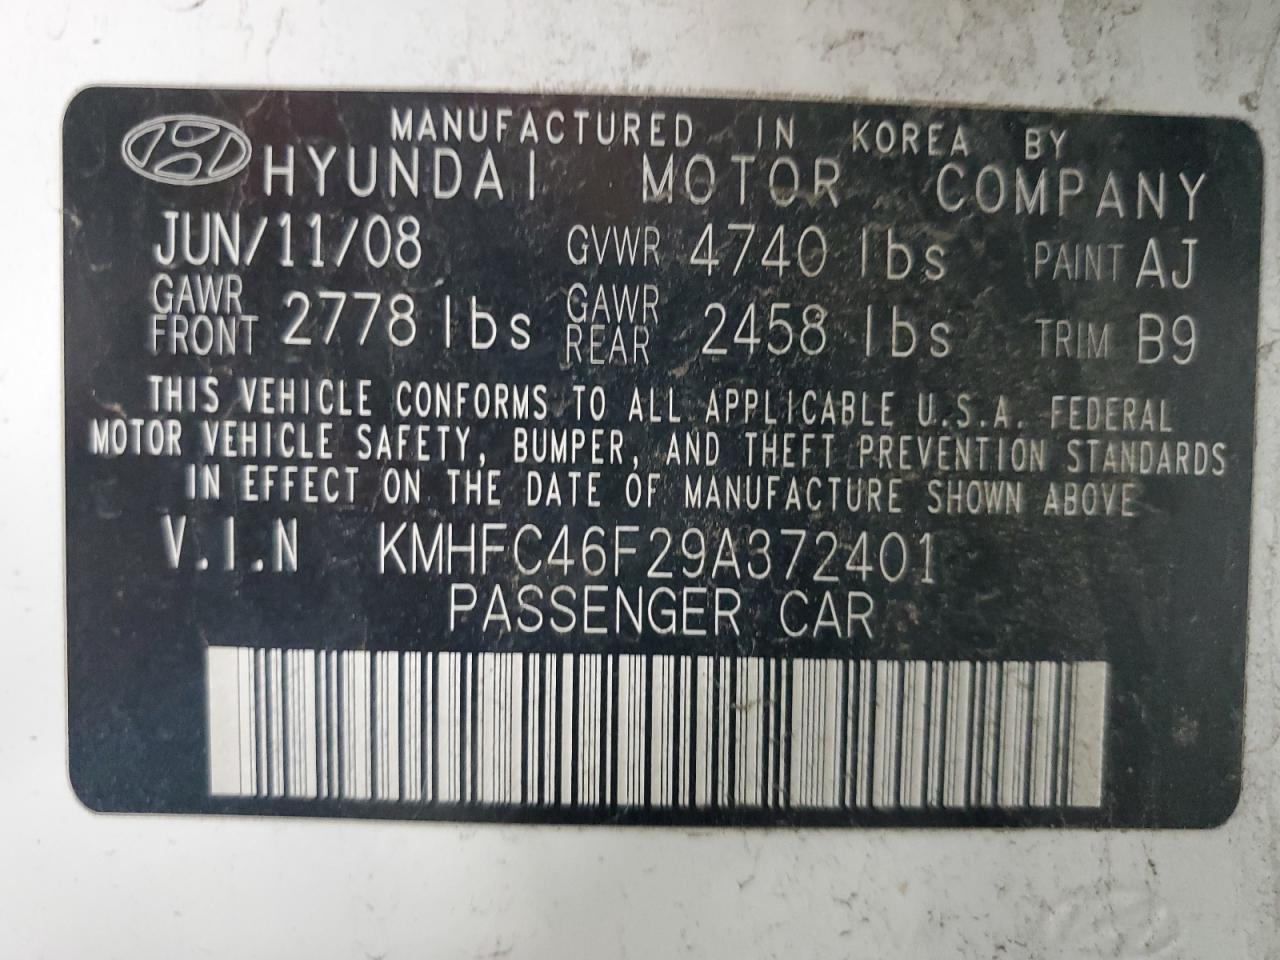 MANUFACTURED IN KOREA BY
HYUNDAI MOTOR COMPANY
JUN/11/08 GVWR 4740 lbs PAINT AJ
GAWR FRONT 2778 lbs GAWR REAR 2458 lbs TRIM B9
THIS VEHICLE CONFORMS TO ALL APPLICABLE U.S.A. FEDERAL
MOTOR VEHICLE SAFETY, BUMPER, AND THEFT PREVENTION STANDARDS
IN EFFECT ON THE DATE OF MANUFACTURE SHOWN ABOVE
V.I.N KMHFC46F29A372401
PASSENGER CAR